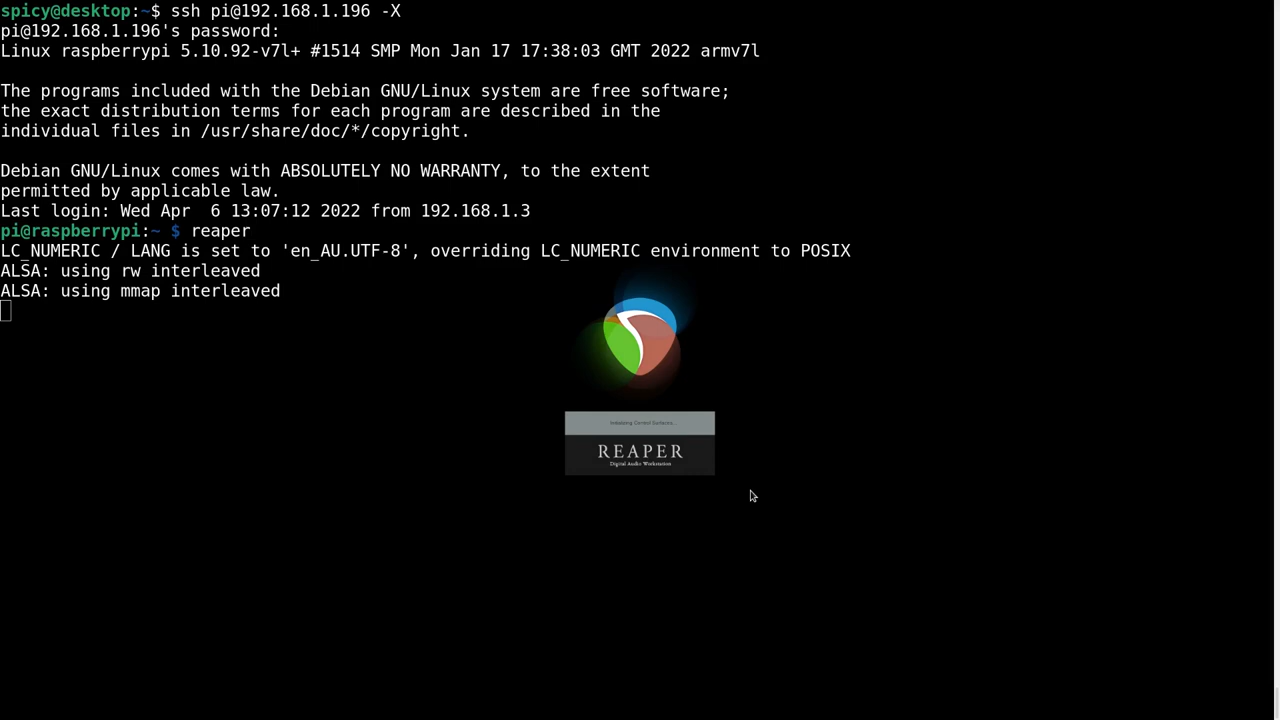 spicy@desktop:~$ ssh pi@192.168.1.196 -X
pi@192.168.1.196's password:
Linux raspberrypi 5.10.92-v7l+ #1514 SMP Mon Jan 17 17:38:03 GMT 2022 armv7l
The programs included with the Debian GNU/Linux system are free software;
the exact distribution terms for each program are described in the
individual files in /usr/share/doc/*/copyright.
Debian GNU/Linux comes with ABSOLUTELY NO WARRANTY, to the extent
permitted by applicable law.
Last login: Wed Apr  6 13:07:12 2022 from 192.168.1.3
pi@raspberrypi:~ $ reaper
LC_NUMERIC / LANG is set to 'en_AU.UTF-8', overriding LC_NUMERIC environment to POSIX
ALSA: using rw interleaved
ALSA: using mmap interleaved
Initializing Control Surfaces...
REAPER
Digital Audio Workstation